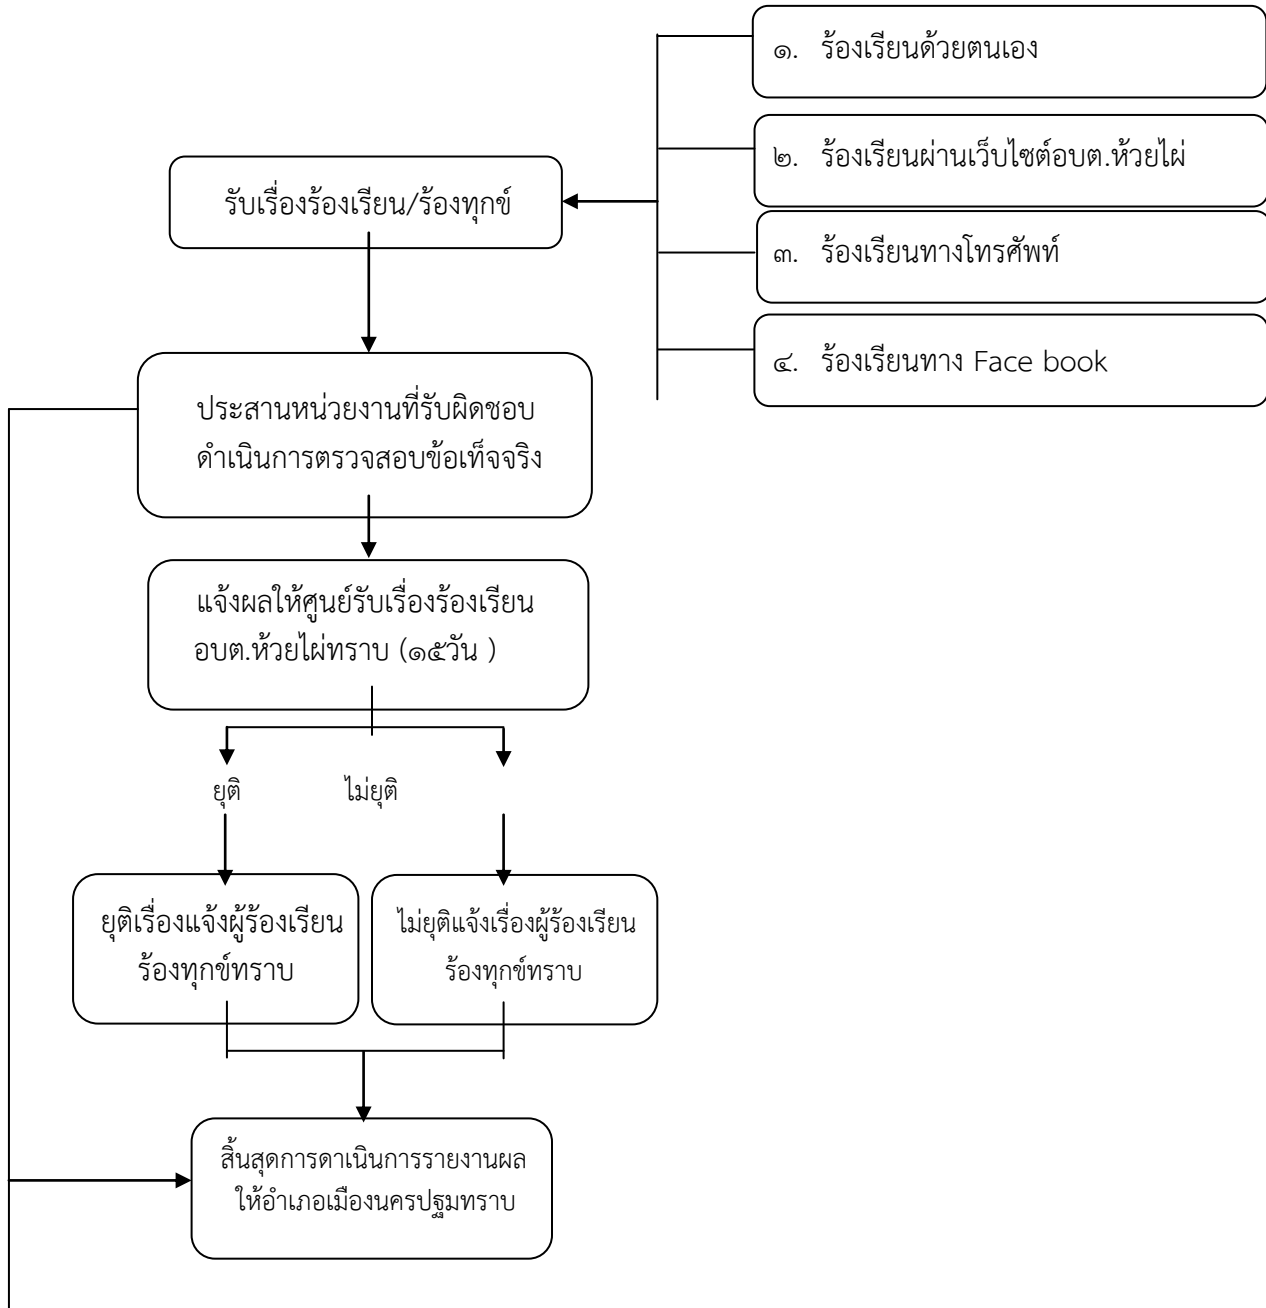 ๑. ร้องเรียนด้วยตนเอง
๒. ร้องเรียนผ่านเว็บไซต์อบต.ห้วยไผ่
รับเรื่องร้องเรียน/ร้องทุกข์
๓. ร้องเรียนทางโทรศัพท์
๔. ร้องเรียนทาง Face book
ประสานหน่วยงานที่รับผิดชอบ
ดำเนินการตรวจสอบข้อเท็จจริง
แจ้งผลให้ศูนย์รับเรื่องร้องเรียน
อบต.ห้วยไผ่ทราบ (๑๕วัน )
ยุติ
ไม่ยุติ
ยุติเรื่องแจ้งผู้ร้องเรียน
ร้องทุกข์ทราบ
ไม่ยุติแจ้งเรื่องผู้ร้องเรียน
ร้องทุกข์ทราบ
สิ้นสุดการดาเนินการรายงานผล
ให้อำเภอเมืองนครปฐมทราบ